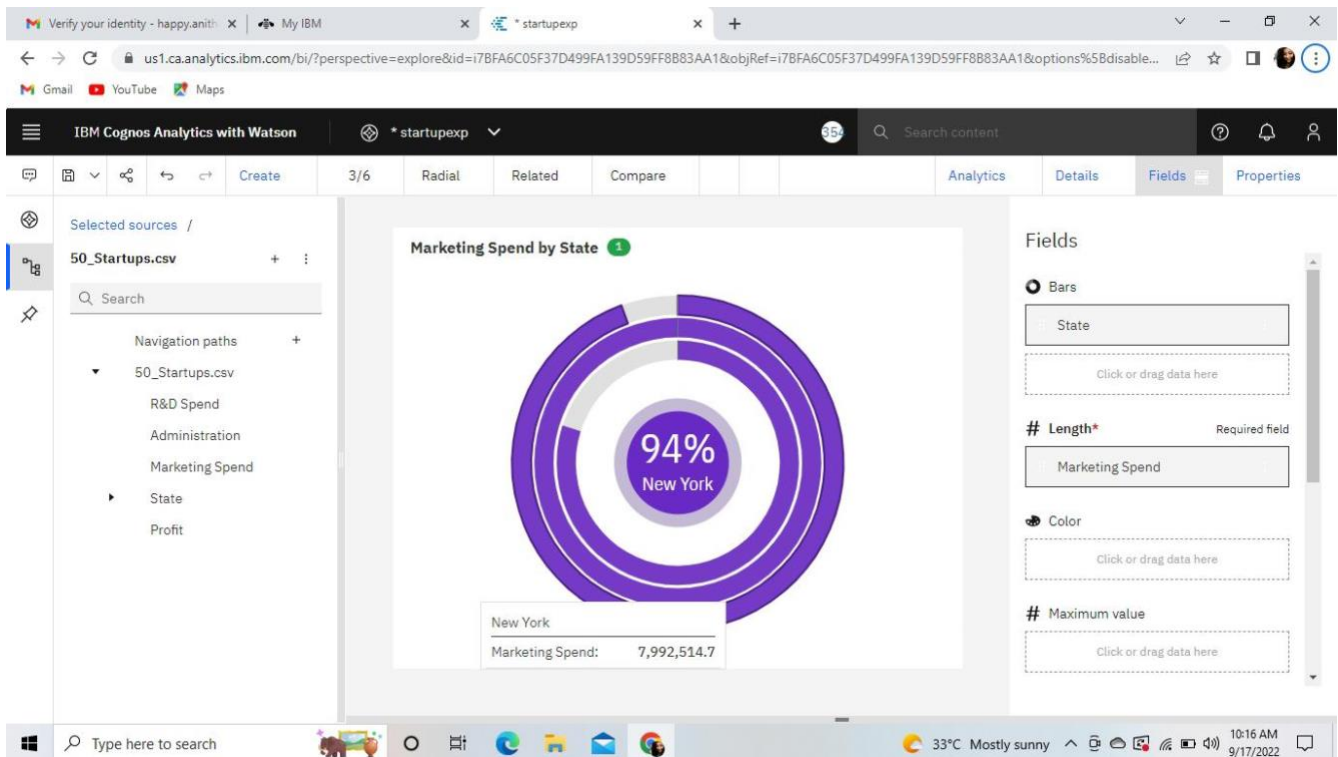 Verify your identity - happy.anith
My IBM
* startupexp
us1.ca.analytics.ibm.com/bi/?perspective=explore&id=i7BFA6C05F37D499FA139D59FF8B83AA1&objRef=i7BFA6C05F37D499FA139D59FF8B83AA1&options%5Bdisable...
Gmail YouTube Maps
IBM Cognos Analytics with Watson
* startupexp
354
Search content
Create
3/6
Radial
Related
Compare
Analytics
Details
Fields
Properties
Selected sources /
50_Startups.csv
Search
Navigation paths
50_Startups.csv
R&D Spend
Administration
Marketing Spend
State
Profit
Marketing Spend by State 1
94%
New York
New York
Marketing Spend: 7,992,514.7
Fields
Bars
State
Click or drag data here
# Length* Required field
Marketing Spend
Color
Click or drag data here
# Maximum value
Click or drag data here
Type here to search
33°C Mostly sunny
10:16 AM
9/17/2022